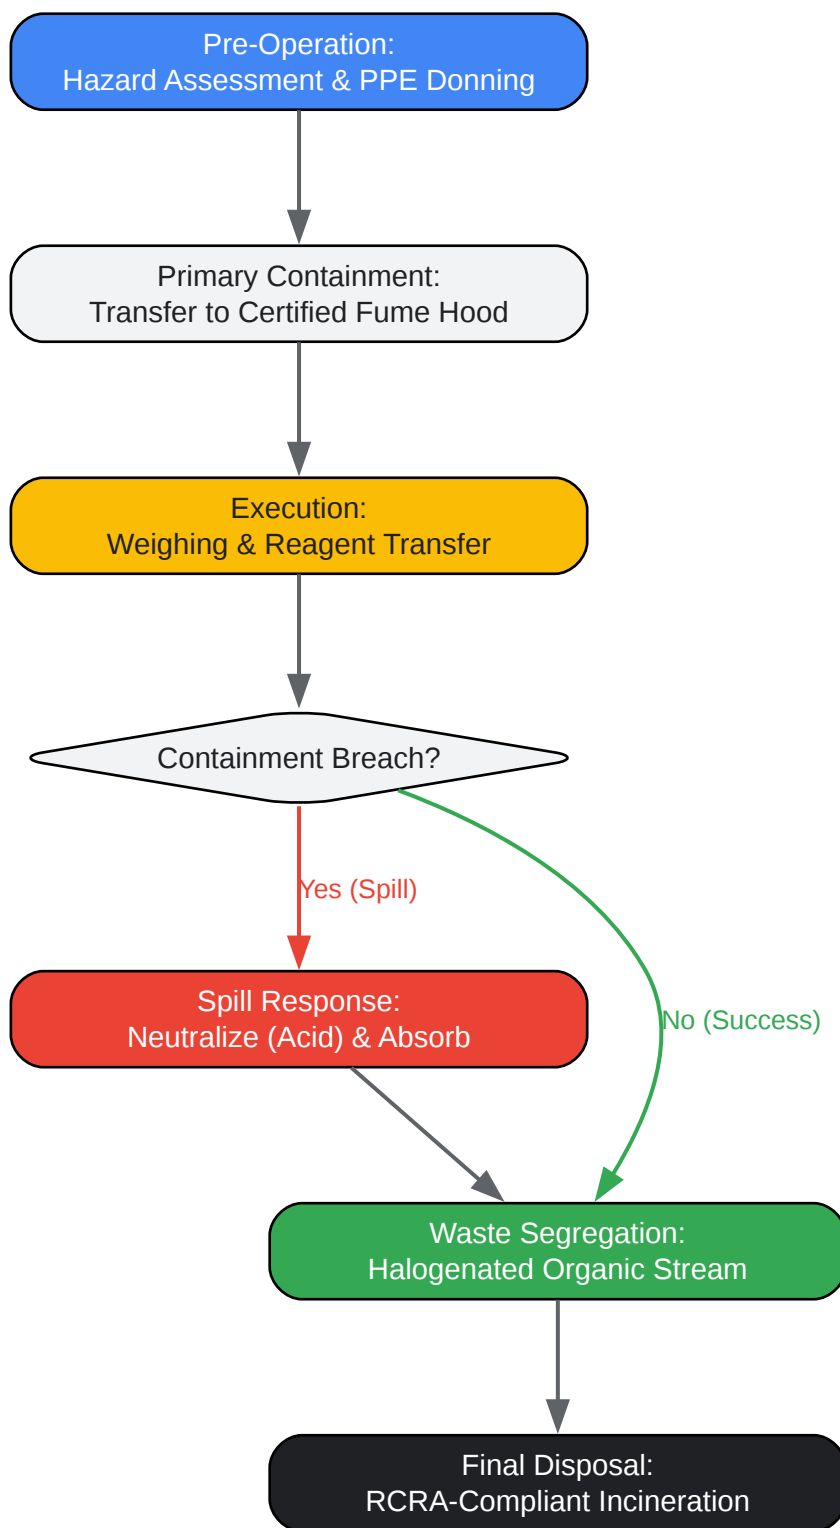 Pre-Operation:
Hazard Assessment & PPE Donning
Primary Containment:
Transfer to Certified Fume Hood
Execution:
Weighing & Reagent Transfer
Containment Breach?
Yes (Spill)
Spill Response:
Neutralize (Acid) & Absorb
No (Success)
Waste Segregation:
Halogenated Organic Stream
Final Disposal:
RCRA-Compliant Incineration